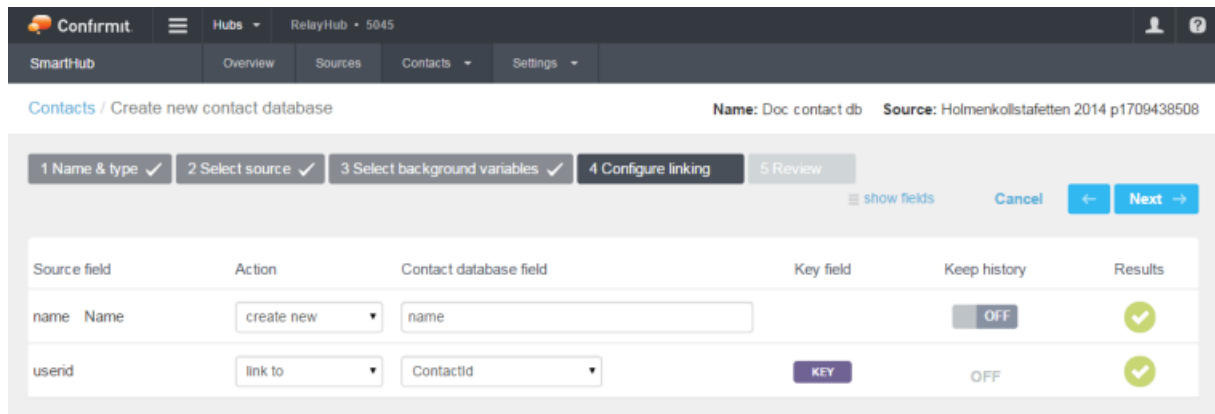 Confirmit. Hubs RelayHub • 5045
SmartHub Overview Sources Contacts Settings
Contacts / Create new contact database Name: Doc contact db Source: Holmenkollstafetten 2014 p1709438508
1 Name & type 2 Select source 3 Select background variables 4 Configure linking 5 Review
show fields Cancel ← Next →
Source field Action Contact database field Key field Keep history Results
name Name create new name OFF
userid link to ContactId KEY OFF